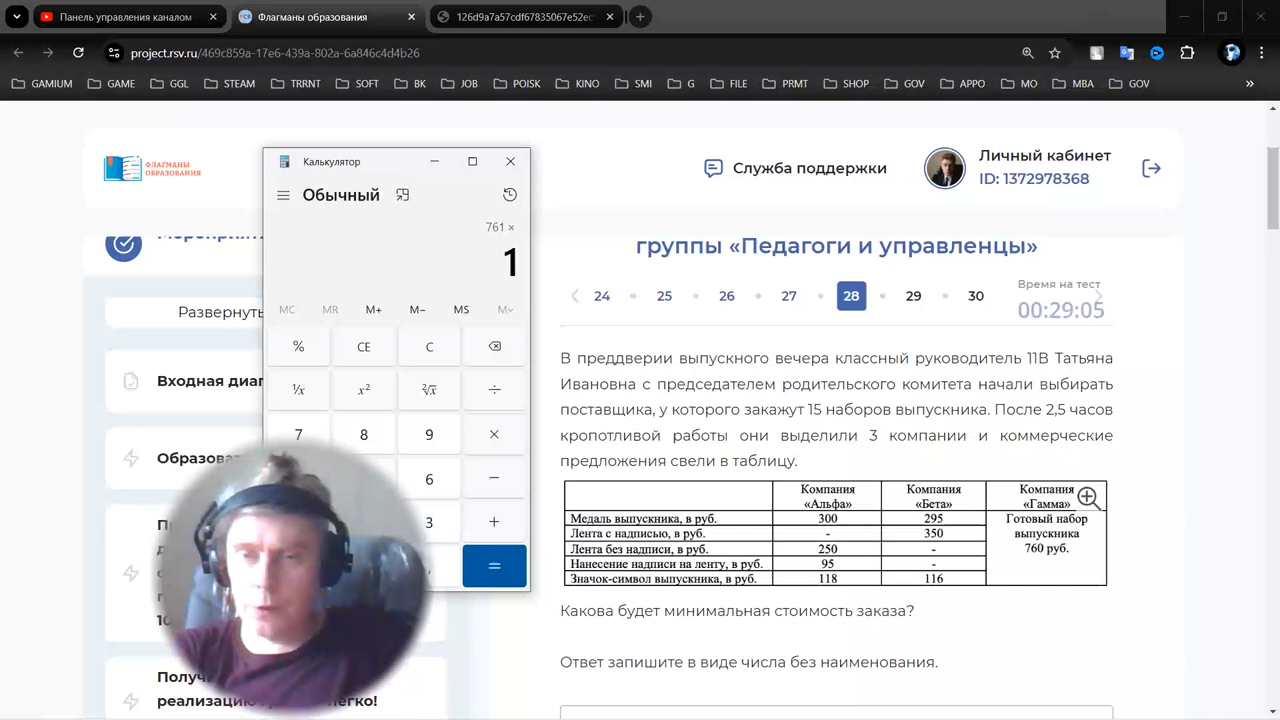 Панель управления каналом
Флагманы образования
126d9a7a57cdf67835067e52ec
project.rsv.ru/469c859a-17e6-439a-802a-6a846c4d4b26
GAMIUM GAME GGL STEAM TRRNT SOFT BK JOB POISK KINO SMI G FILE PRMT SHOP GOV APPO MO MBA GOV »
ФЛАГМАНЫ
ОБРАЗОВАНИЯ
Служба поддержки
Личный кабинет
ID: 1372978368
Развернуть
Входная диаг
Образова
Получ
реализацию
легко!
Калькулятор
Обычный
761 ×
1
MC MR M+ M− MS M˅
% CE C
¹/x x² ²√x ÷
7 8 9 ×
6 −
3 +
=
группы «Педагоги и управленцы»
24 25 26 27 28 29 30
Время на тест
00:29:05
В преддверии выпускного вечера классный руководитель 11В Татьяна
Ивановна с председателем родительского комитета начали выбирать
поставщика, у которого закажут 15 наборов выпускника. После 2,5 часов
кропотливой работы они выделили 3 компании и коммерческие
предложения свели в таблицу.
Компания «Альфа» Компания «Бета» Компания «Гамма»
Медаль выпускника, в руб. 300 295 Готовый набор
Лента с надписью, в руб. - 350 выпускника
Лента без надписи, в руб. 250 - 760 руб.
Нанесение надписи на ленту, в руб. 95 -
Значок-символ выпускника, в руб. 118 116
Какова будет минимальная стоимость заказа?
Ответ запишите в виде числа без наименования.